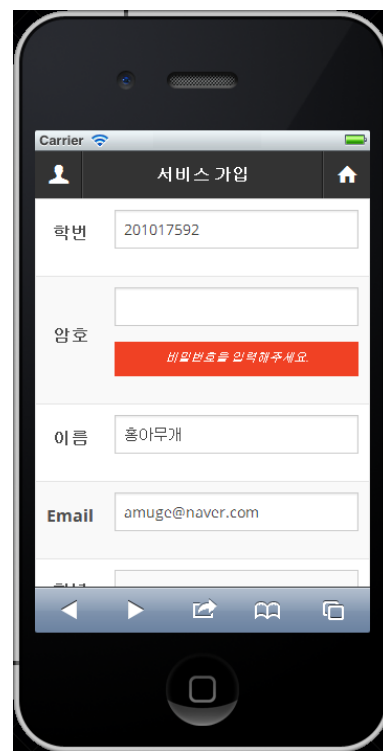 Carrier
서비스 가입
학번
201017592
암호
비밀번호를 입력해주세요.
이름
홍아무개
Email
amuge@naver.com